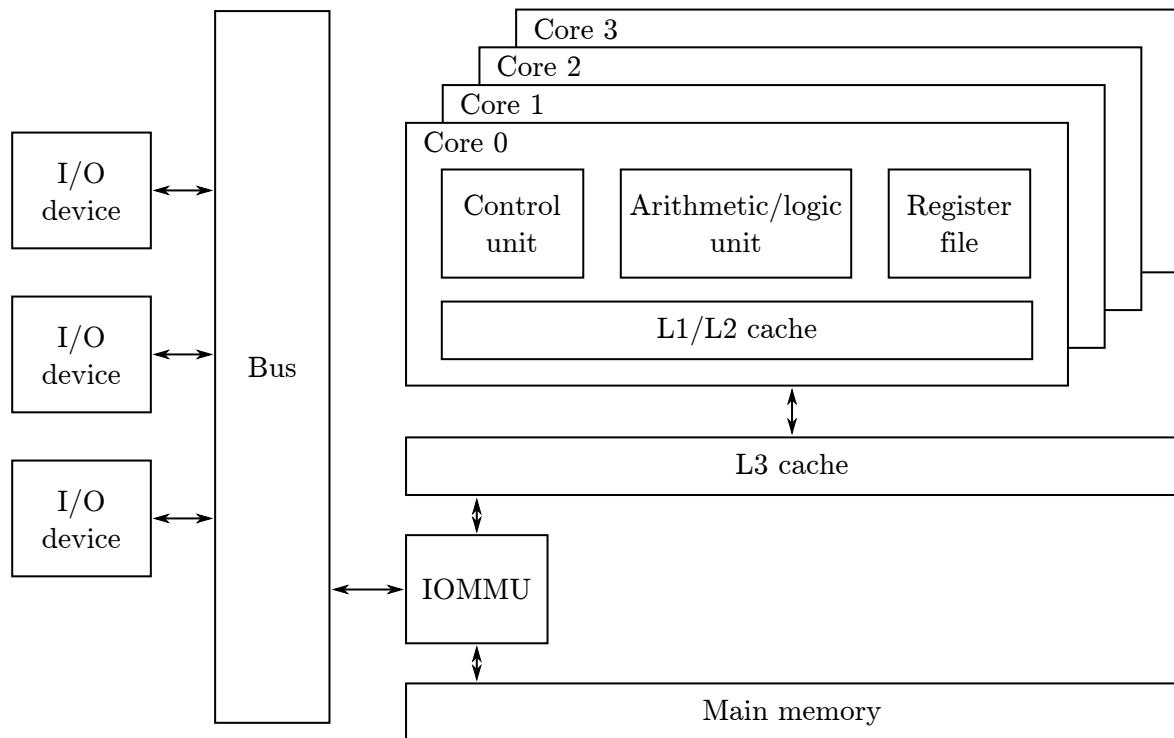 Core 3
Core 2
Core 1
Core 0
Control
unit
Arithmetic/logic
unit
Register
file
L1/L2 cache
I/O
device
I/O
device
I/O
device
Bus
L3 cache
IOMMU
Main memory